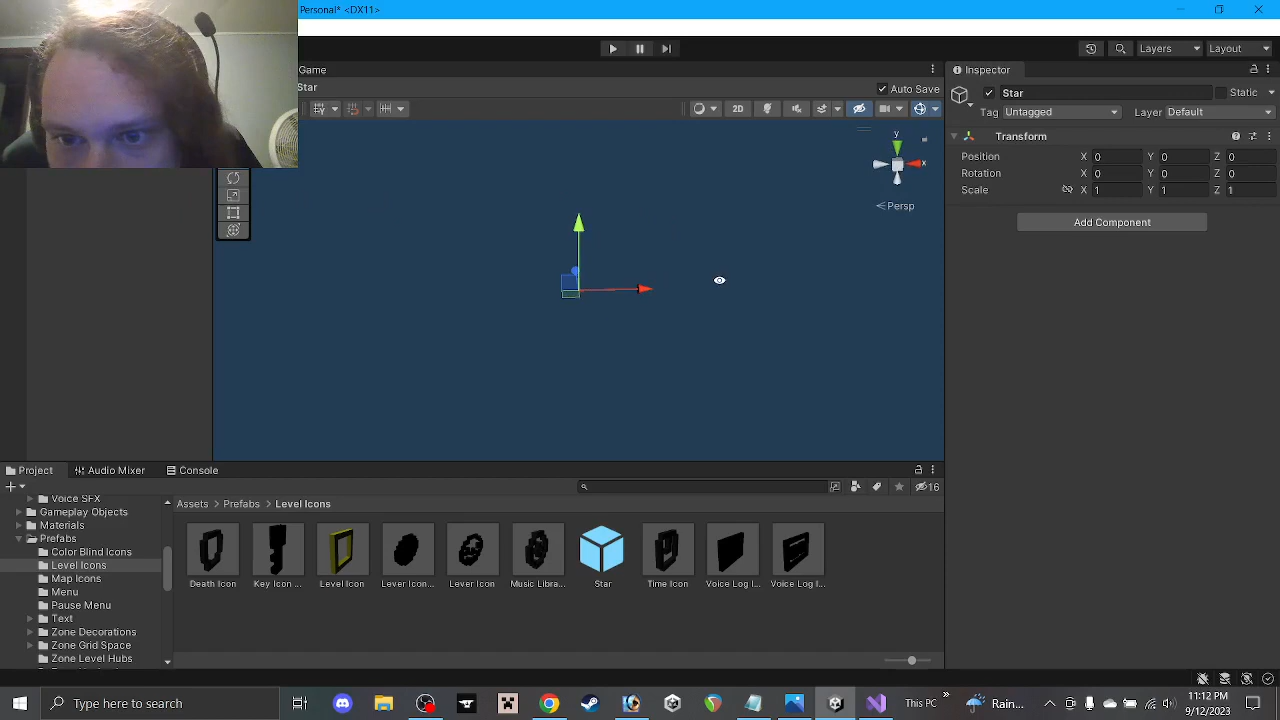 Personal* <DX11>
Layers
Layout
Game
Inspector
Star
Auto Save
2D
Star
Static
Tag Untagged Layer Default
Transform
Position X 0 Y 0 Z 0
Rotation X 0 Y 0 Z 0
Scale X 1 Y 1 Z 1
Add Component
y
x
Persp
Project Audio Mixer Console
16
Voice SFX
Gameplay Objects
Materials
Prefabs
Color Blind Icons
Level Icons
Map Icons
Menu
Pause Menu
Text
Zone Decorations
Zone Grid Space
Zone Level Hubs
Assets > Prefabs > Level Icons
Death Icon
Key Icon ...
Level Icon
Lever Icon...
Lever Icon
Music Libra...
Star
Time Icon
Voice Log I...
Voice Log I...
Type here to search
This PC
Rain...
11:12 PM
9/12/2023